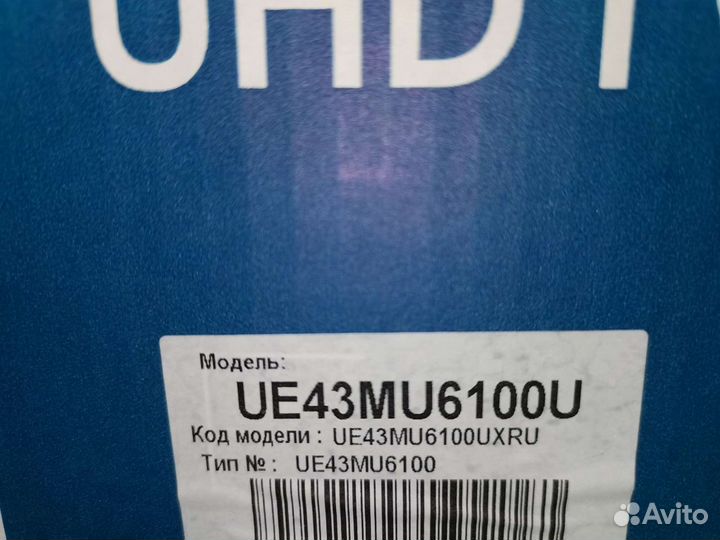 UHD T
Модель:
UE43MU6100U
Код модели : UE43MU6100UXRU
Тип № : UE43MU6100
Avito